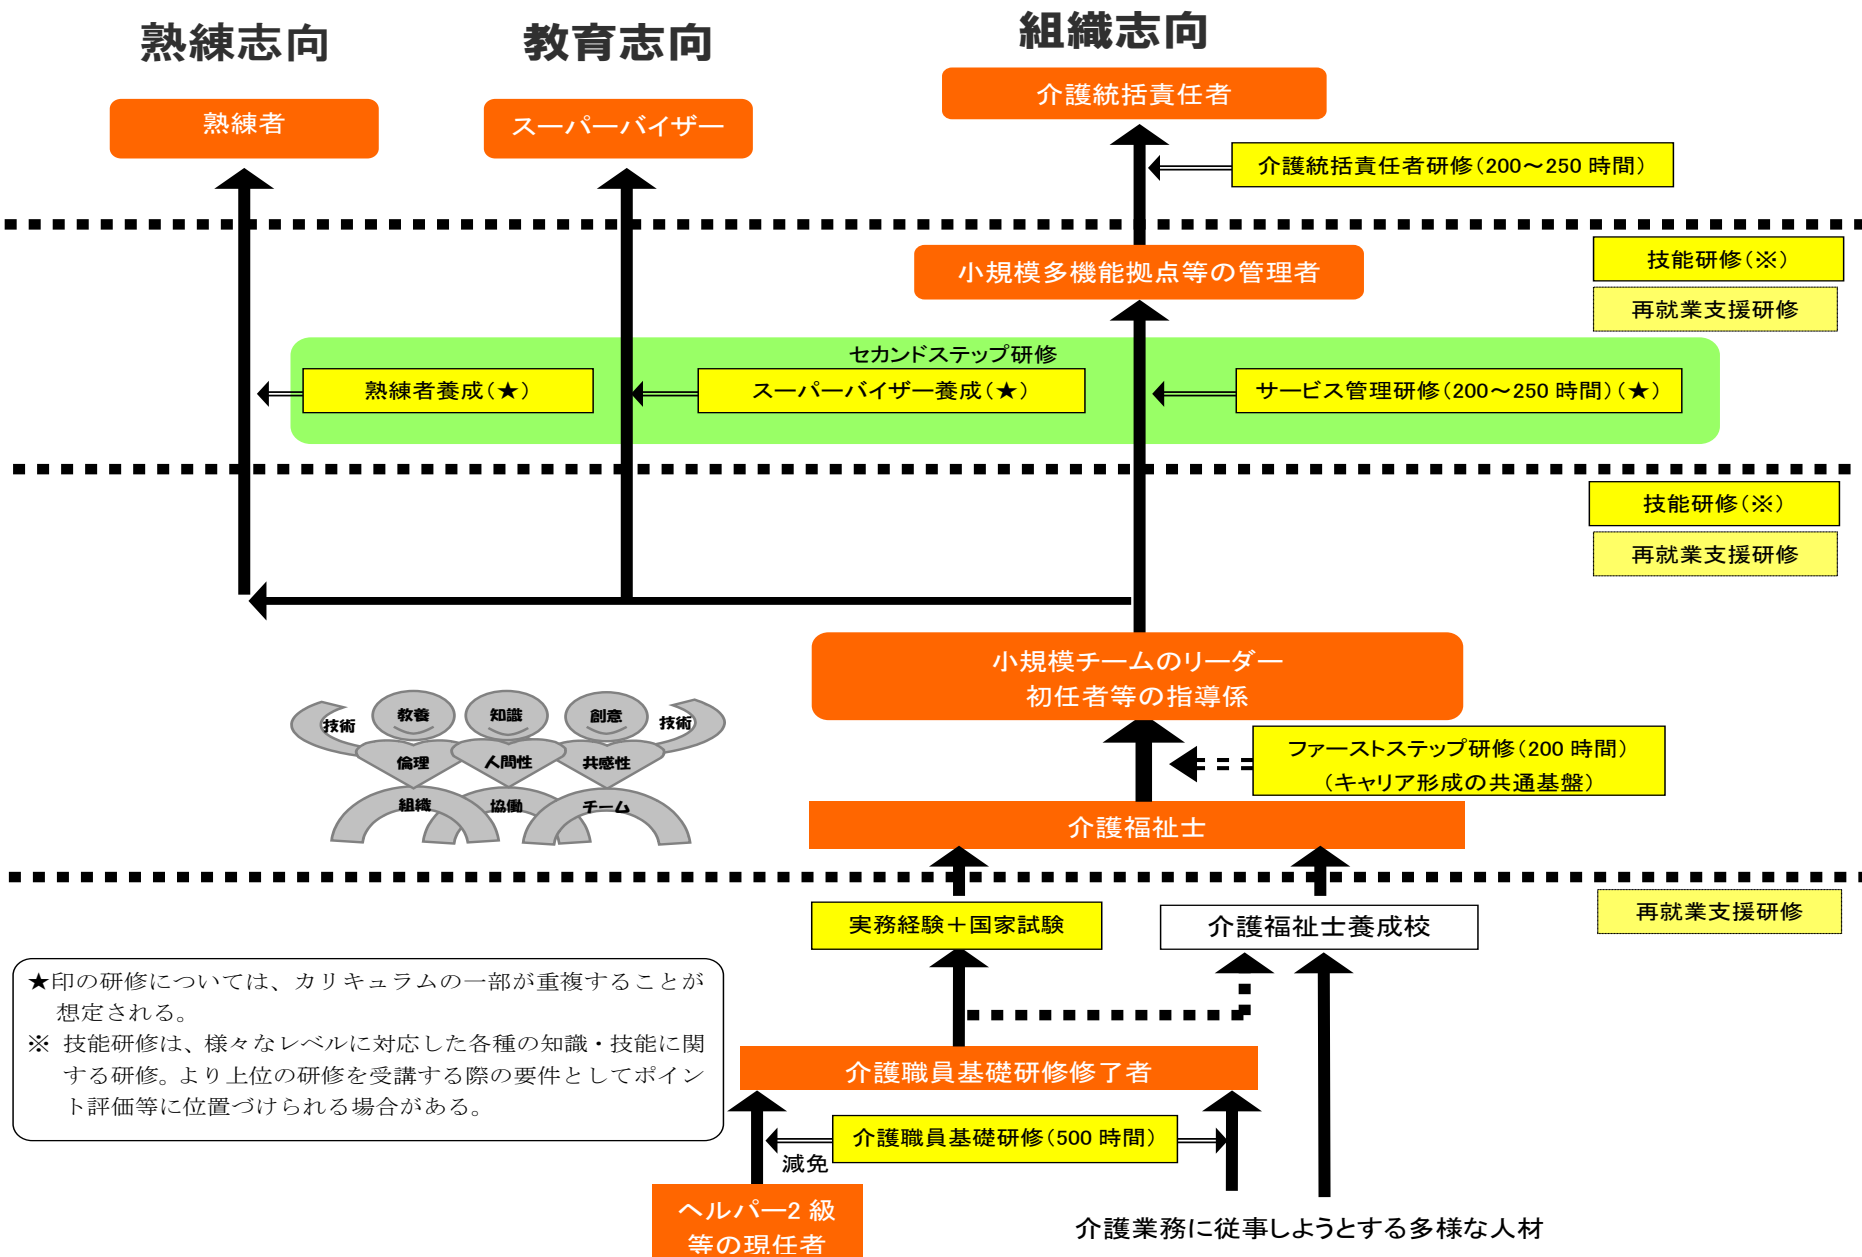 熟練志向
教育志向
組織志向
熟練者
スーパーバイザー
介護統括責任者
介護統括責任者研修(200～250 時間)
小規模多機能拠点等の管理者
技能研修(※)
再就業支援研修
セカンドステップ研修
熟練者養成(★)
スーパーバイザー養成(★)
サービス管理研修(200～250 時間)(★)
技能研修(※)
再就業支援研修
小規模チームのリーダー
初任者等の指導係
技術
教養
知識
創意
技術
倫理
人間性
共感性
組織
協働
チーム
ファーストステップ研修(200 時間)
(キャリア形成の共通基盤)
介護福祉士
実務経験＋国家試験
介護福祉士養成校
再就業支援研修
★印の研修については、カリキュラムの一部が重複することが
想定される。
※ 技能研修は、様々なレベルに対応した各種の知識・技能に関
する研修。より上位の研修を受講する際の要件としてポイン
ト評価等に位置づけられる場合がある。
介護職員基礎研修修了者
介護職員基礎研修(500 時間)
減免
ヘルパー2 級
等の現任者
介護業務に従事しようとする多様な人材